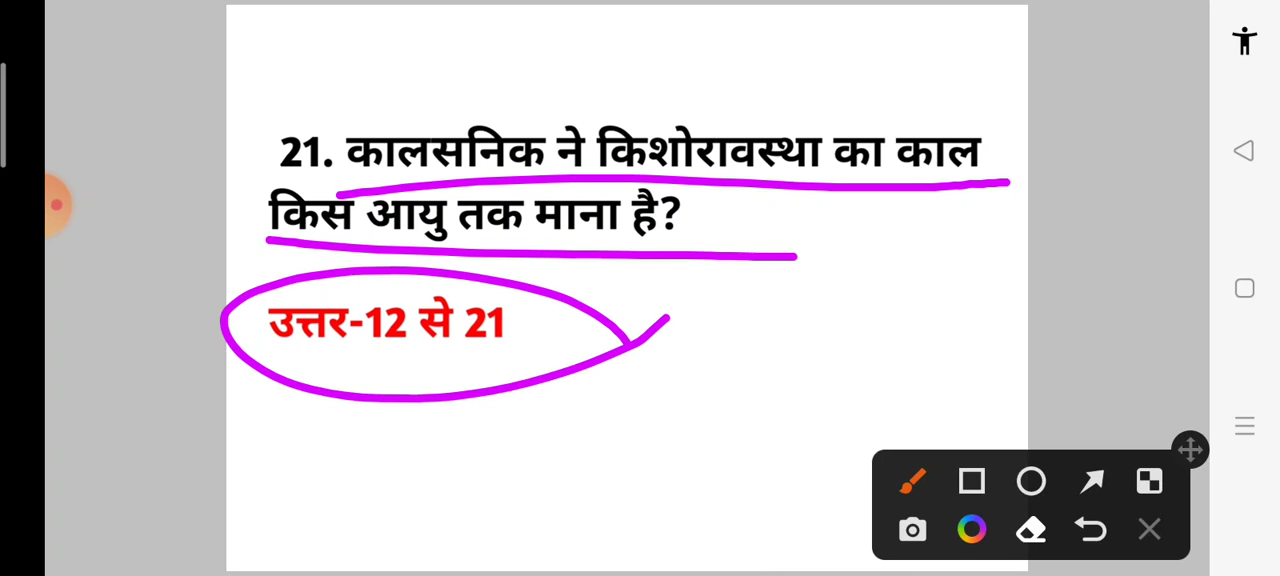 21. कालसनिक ने किशोरावस्था का काल
किस आयु तक माना है?
उत्तर-12 से 21